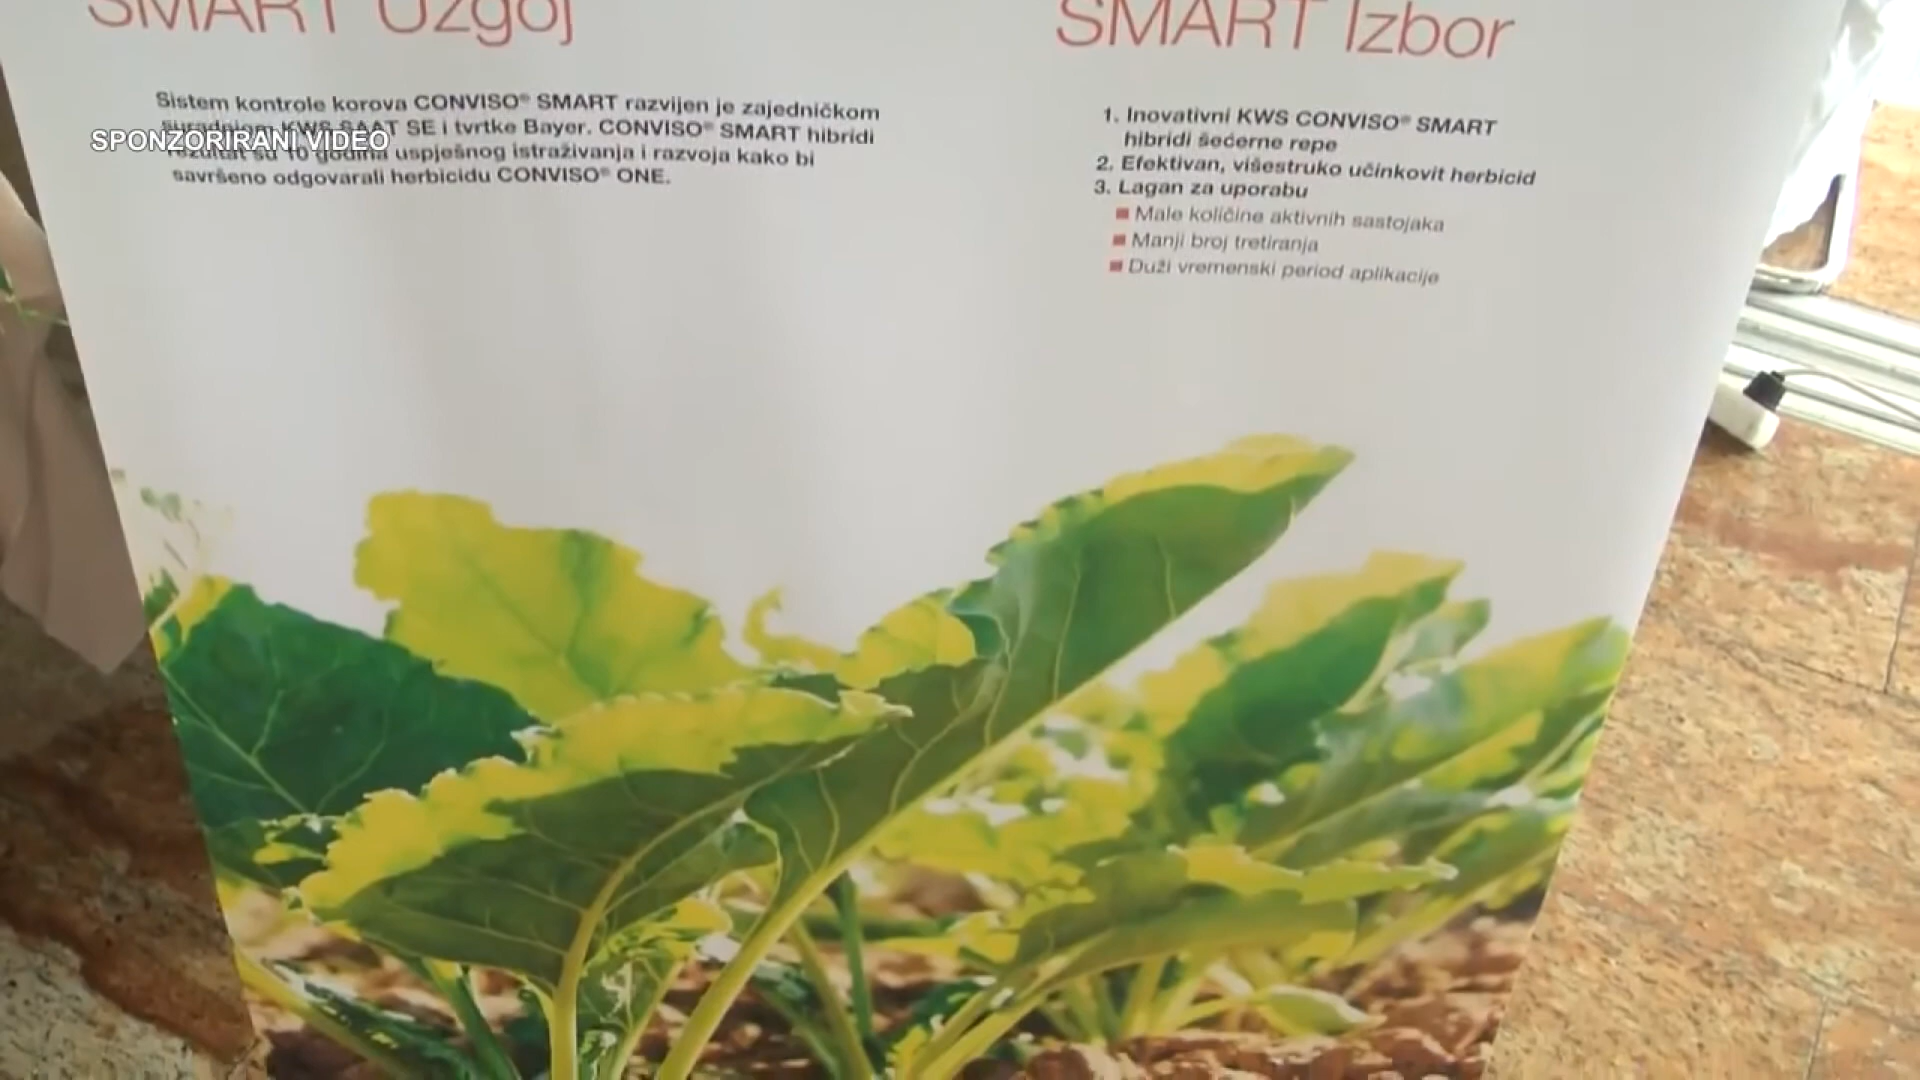 SMART Uzgoj
Sistem kontrole korova CONVISO® SMART razvijen je zajedničkom
suradnjom KWS SAAT SE i tvrtke Bayer. CONVISO® SMART hibridi
rezultat su 10 godina uspješnog istraživanja i razvoja kako bi
savršeno odgovarali herbicidu CONVISO® ONE.
SPONZORIRANI VIDEO
SMART Izbor
1. Inovativni KWS CONVISO® SMART
hibridi šećerne repe
2. Efektivan, višestruko učinkovit herbicid
3. Lagan za uporabu
Male količine aktivnih sastojaka
Manji broj tretiranja
Duži vremenski period aplikacije